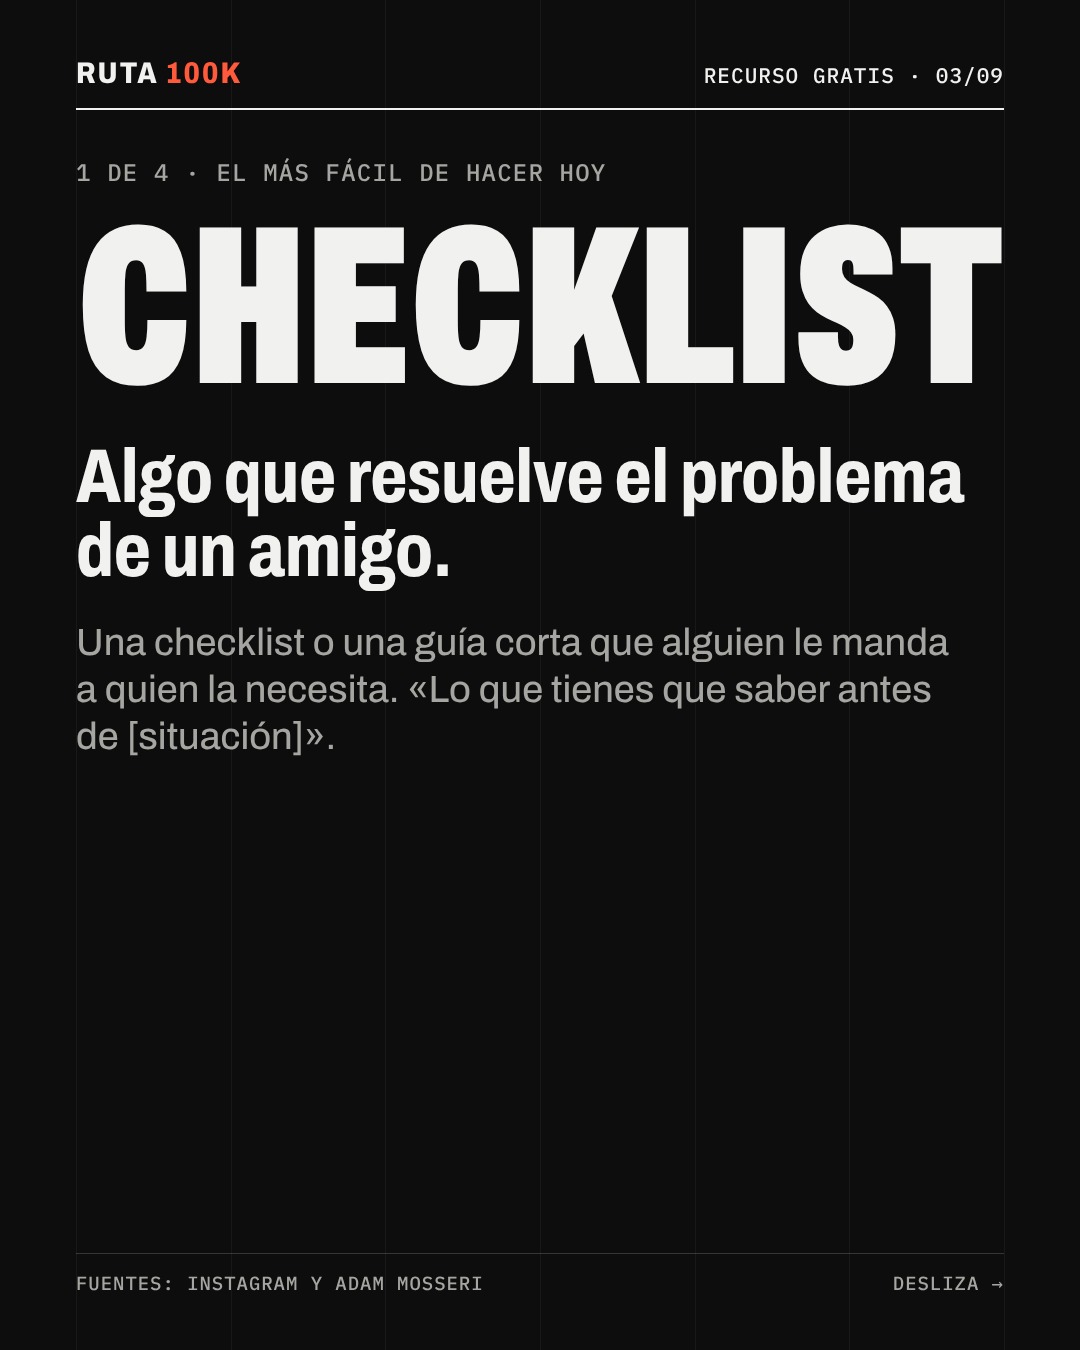 RUTA 100K
RECURSO GRATIS · 03/09
1 DE 4 · EL MÁS FÁCIL DE HACER HOY
CHECKLIST
Algo que resuelve el problema
de un amigo.
Una checklist o una guía corta que alguien le manda
a quien la necesita. «Lo que tienes que saber antes
de [situación]».
FUENTES: INSTAGRAM Y ADAM MOSSERI
DESLIZA →